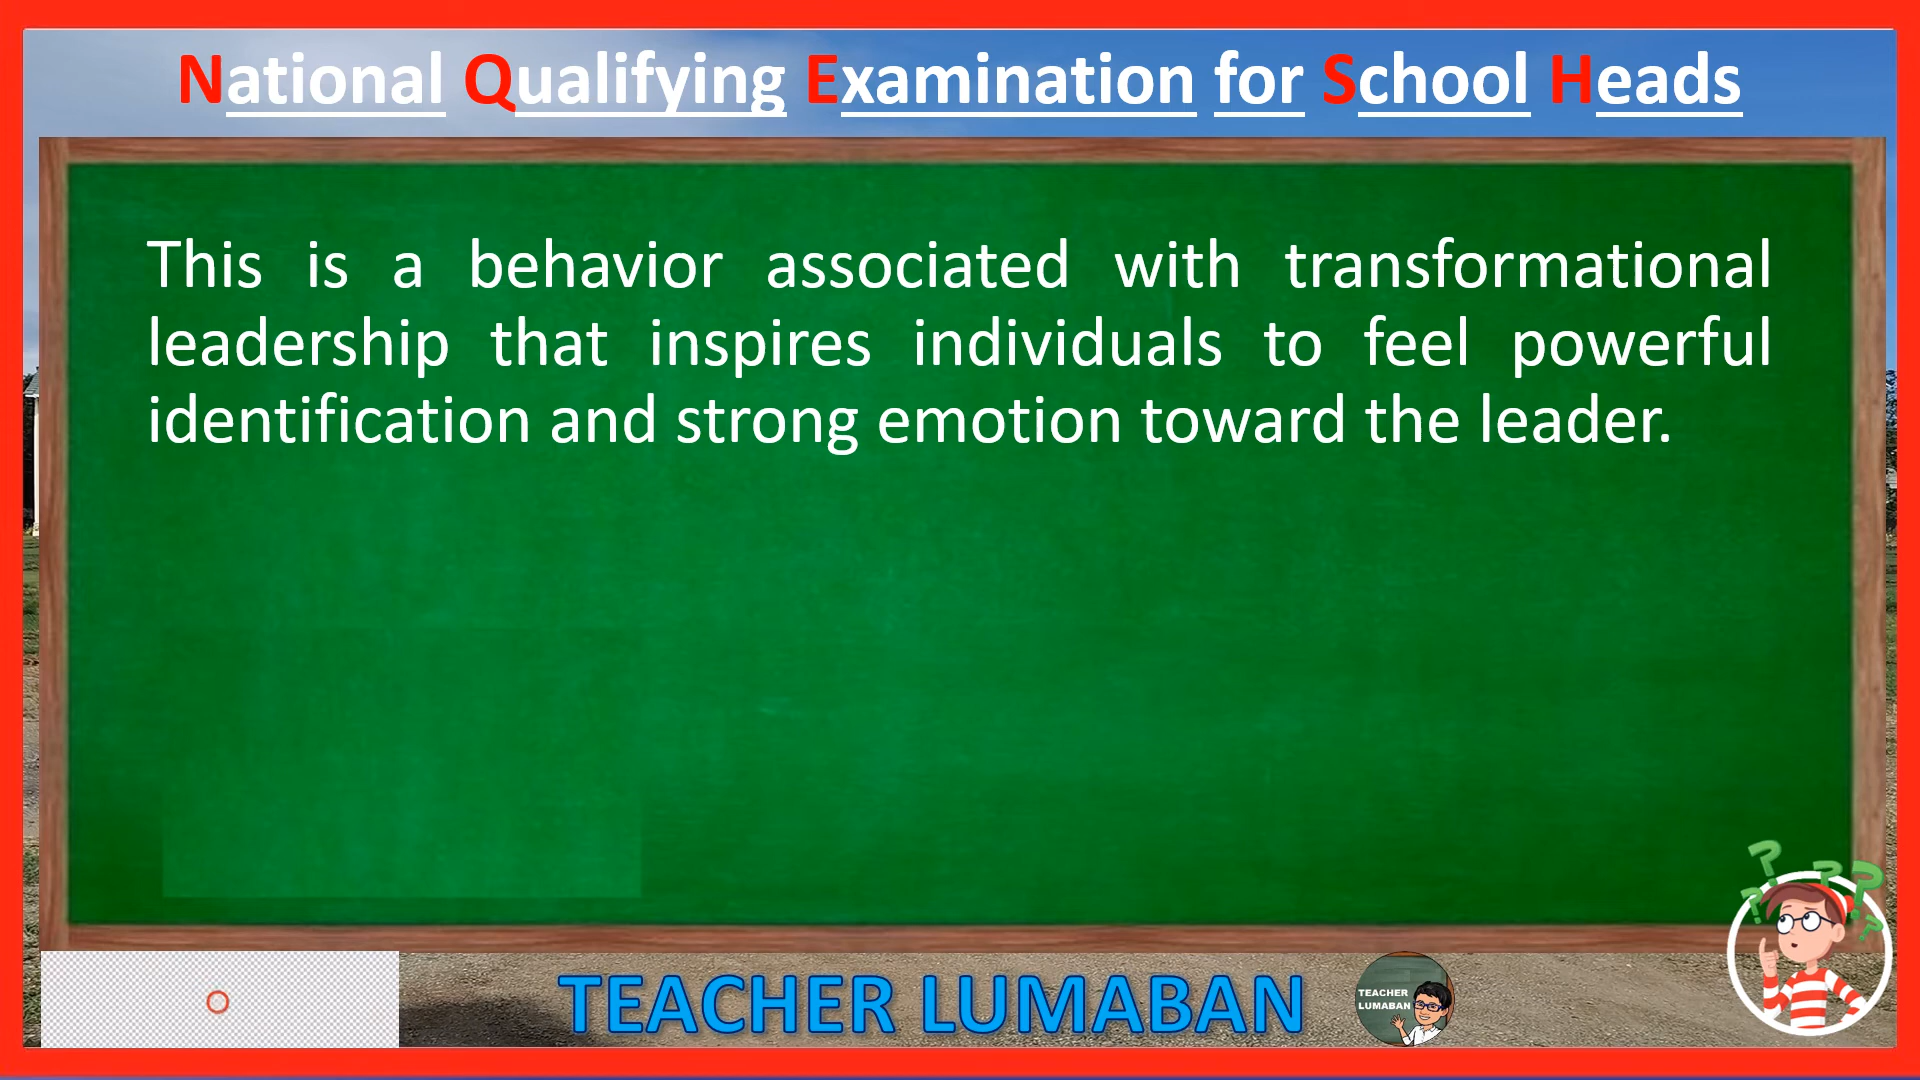 National Qualifying Examination for School Heads
This is a behavior associated with transformational
leadership that inspires individuals to feel powerful
identification and strong emotion toward the leader.
TEACHER LUMABAN
TEACHER
LUMABAN